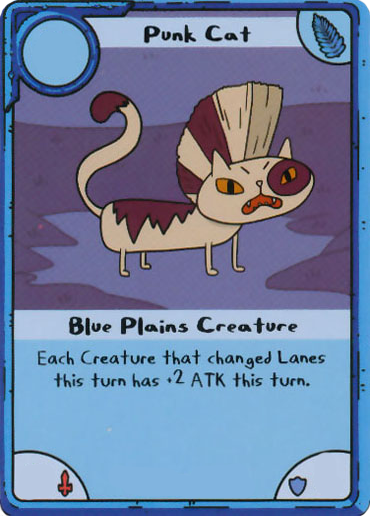 Punk Cat
Blue Plains Creature
Each Creature that changed Lanes
this turn has +2 ATK this turn.